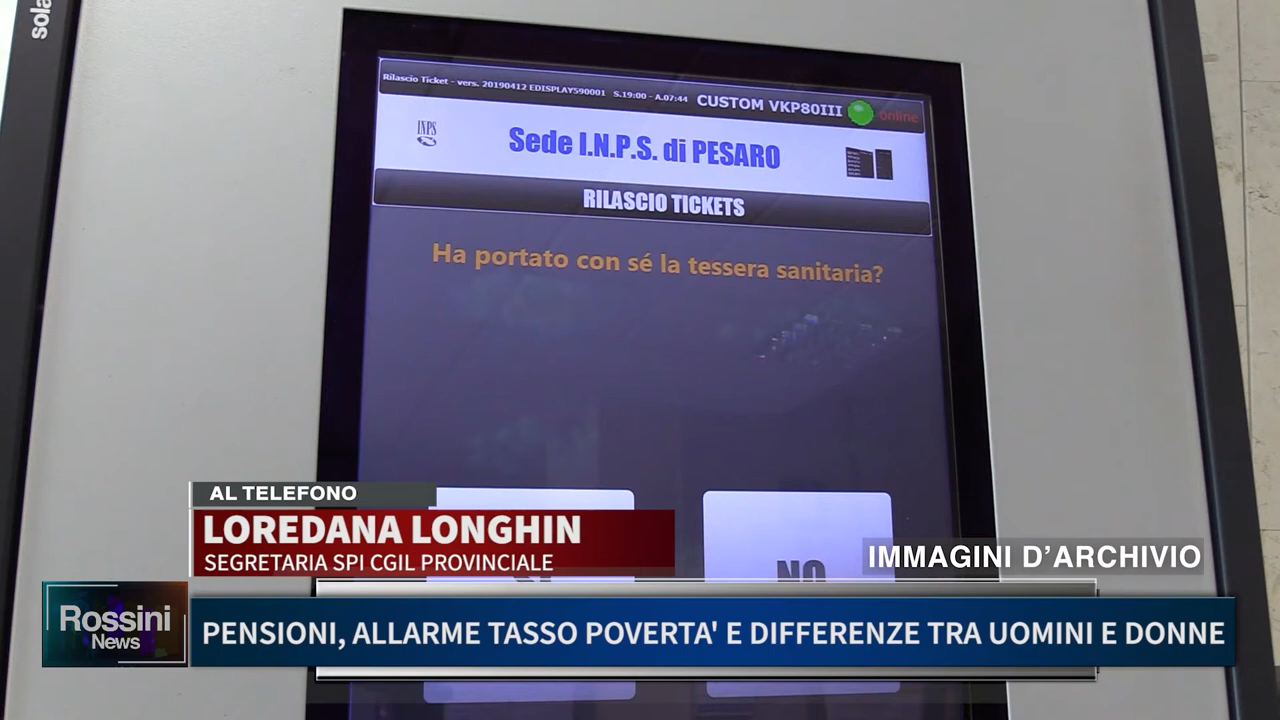 sola
Rilascio Ticket - vers. 20190412 EDISPLAY590001 S.19:00 - A.07:44 CUSTOM VKP80III online
INPS
Sede I.N.P.S. di PESARO
RILASCIO TICKETS
Ha portato con sé la tessera sanitaria?
NO
AL TELEFONO
LOREDANA LONGHIN
SEGRETARIA SPI CGIL PROVINCIALE
IMMAGINI D'ARCHIVIO
Rossini
News
PENSIONI, ALLARME TASSO POVERTA' E DIFFERENZE TRA UOMINI E DONNE